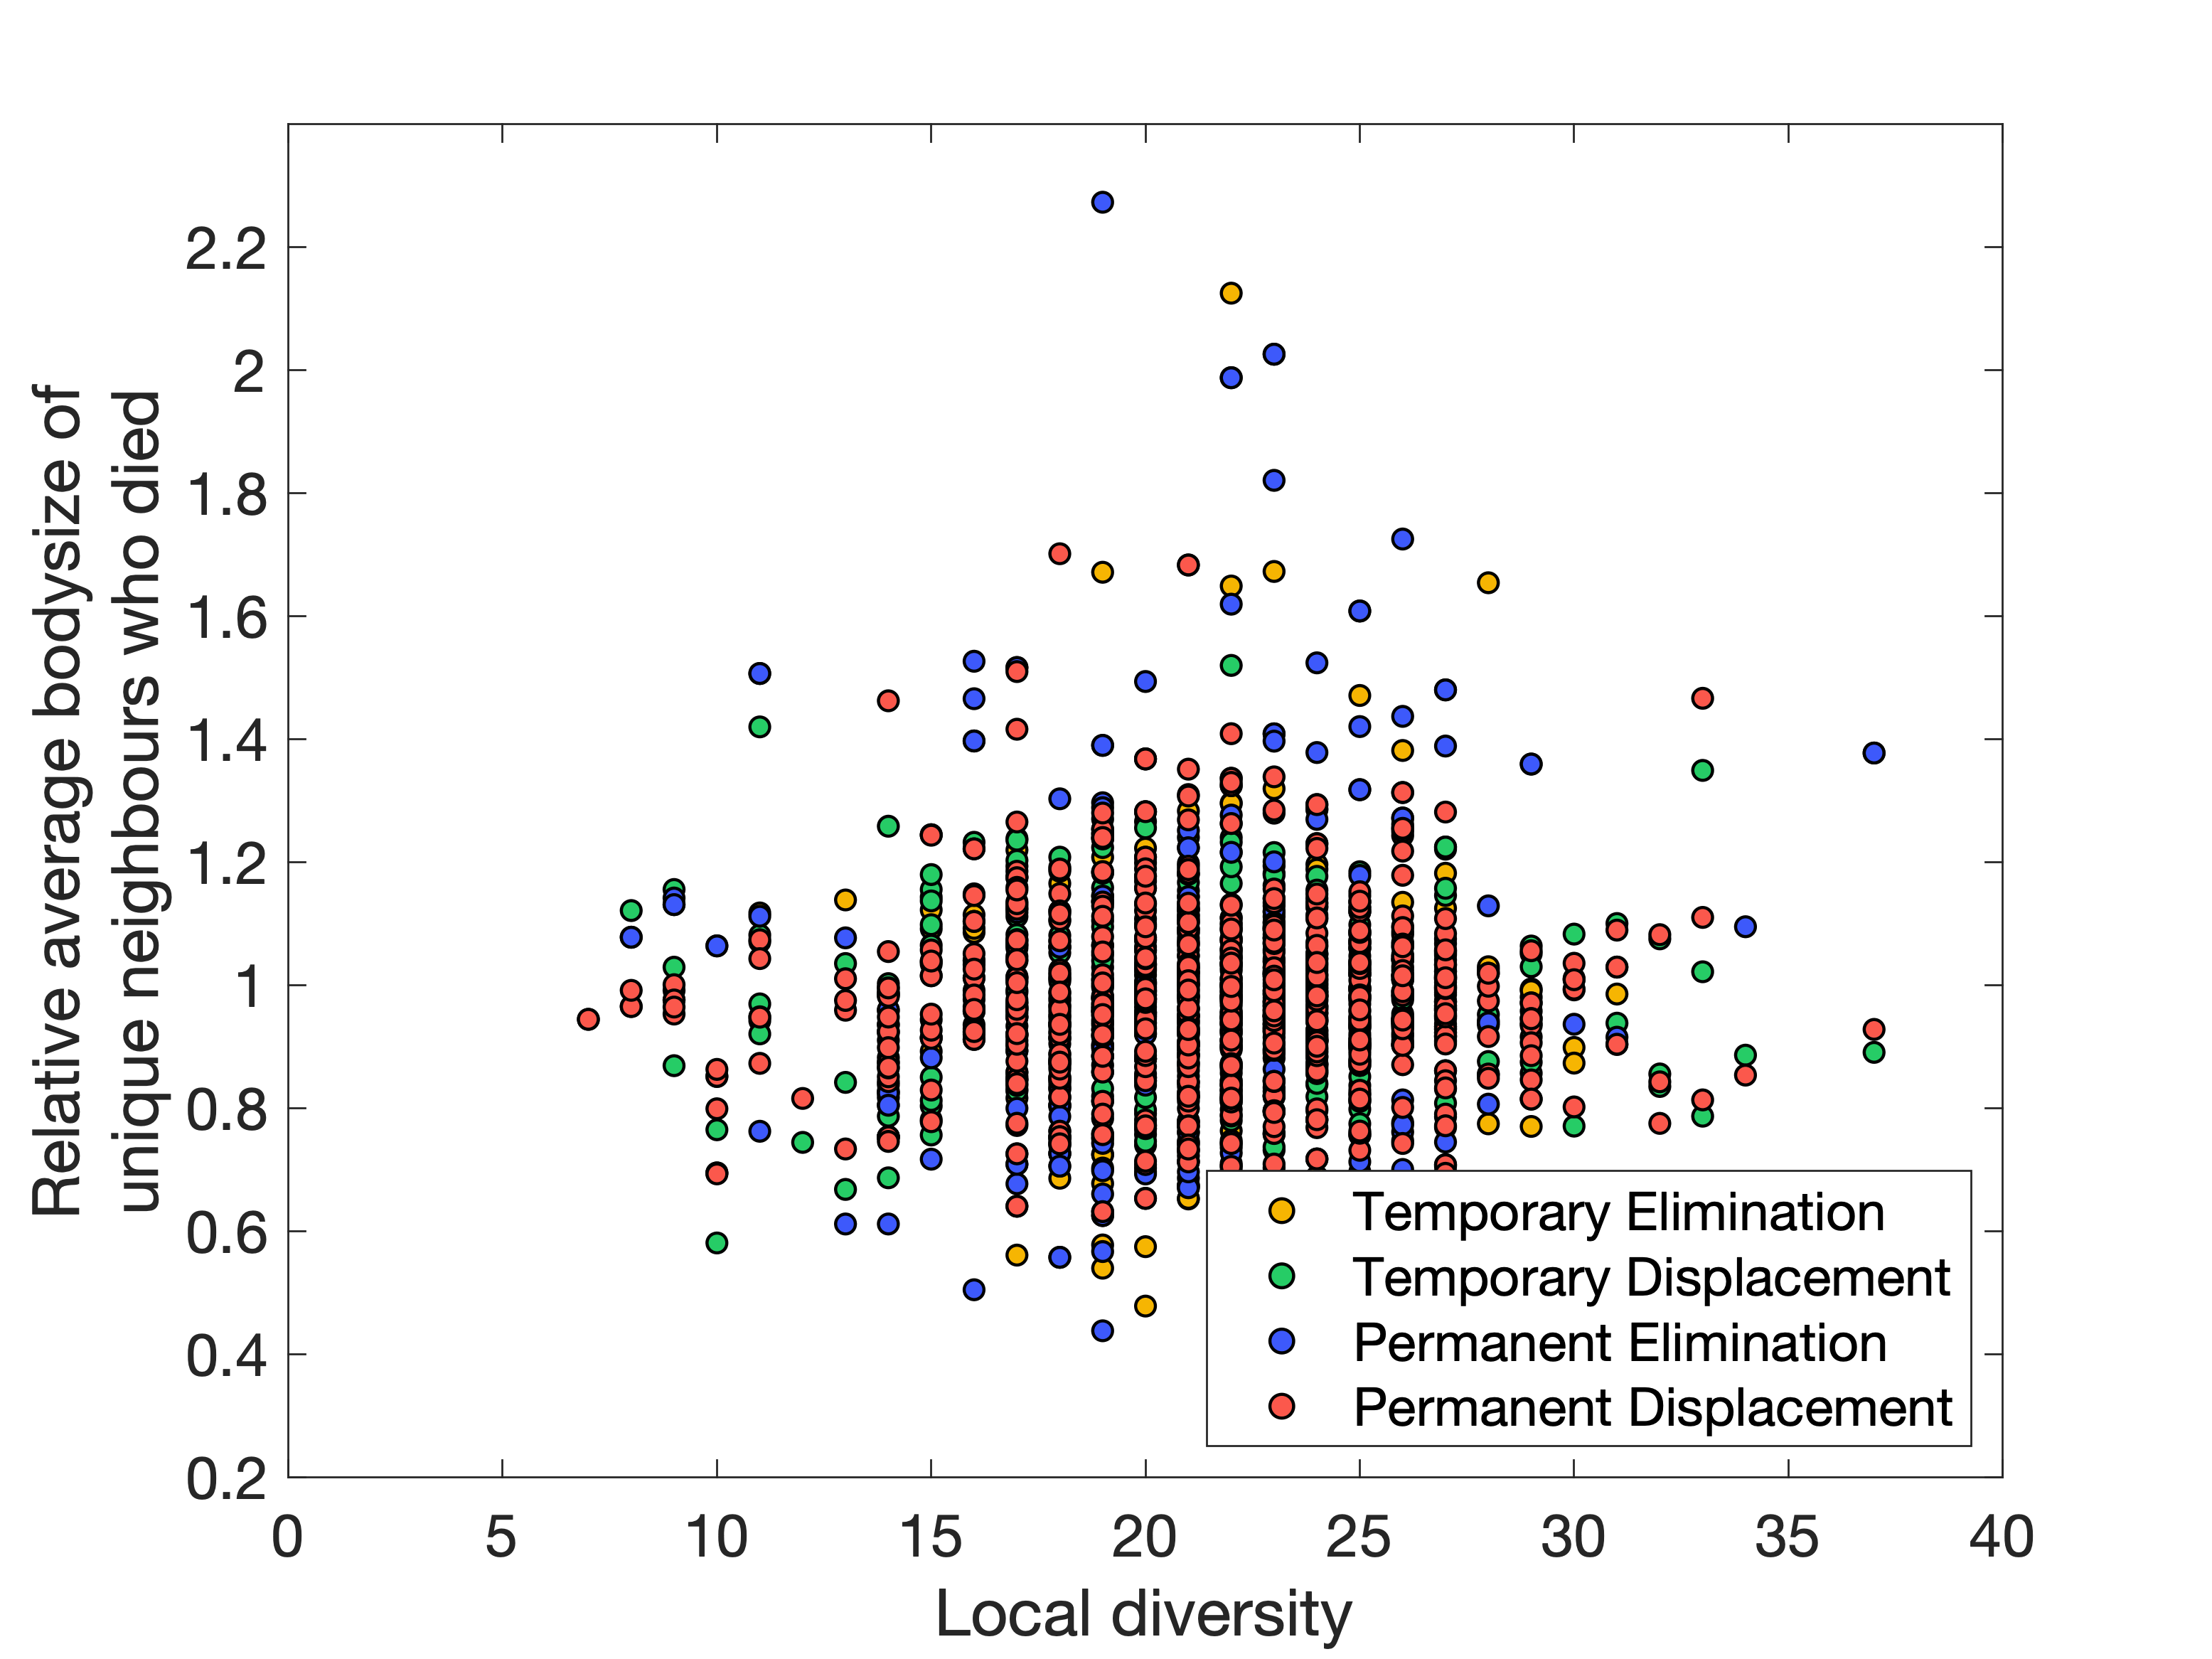 Relative average bodysize of
unique neighbours who died
2.2
2
1.8
1.6
1.4
1.2
1
0.8
0.6
0.4
0.2
Temporary Elimination
Temporary Displacement
Permanent Elimination
Permanent Displacement
0 5 10 15 20 25 30 35 40
Local diversity